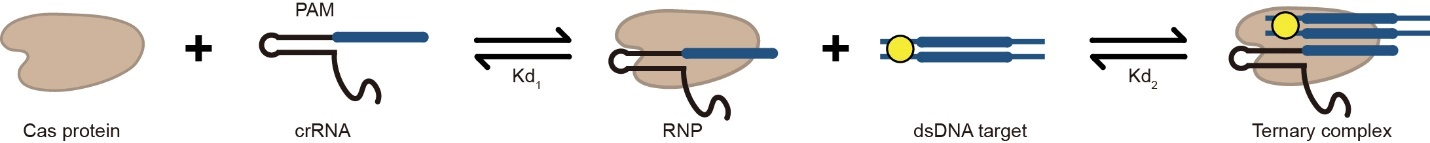 PAM
+
+
Kd1
Kd2
Cas protein
crRNA
RNP
dsDNA target
Ternary complex